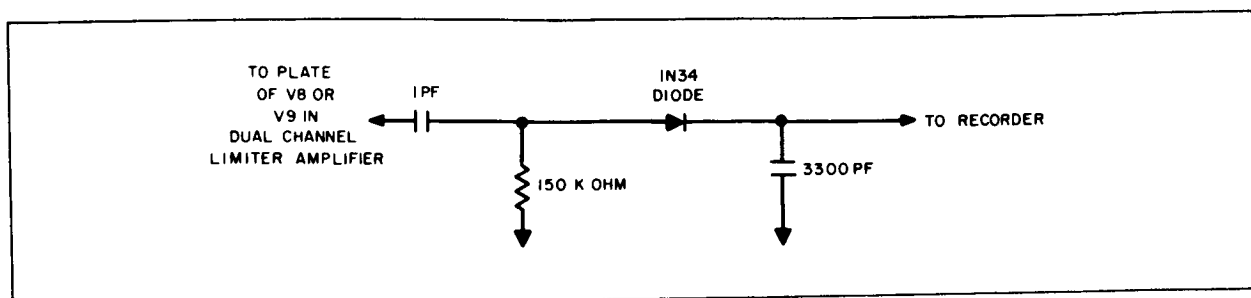 TO PLATE
OF V8 OR
V9 IN
DUAL CHANNEL
LIMITER AMPLIFIER
1PF
150 K OHM
IN34
DIODE
3300 PF
TO RECORDER